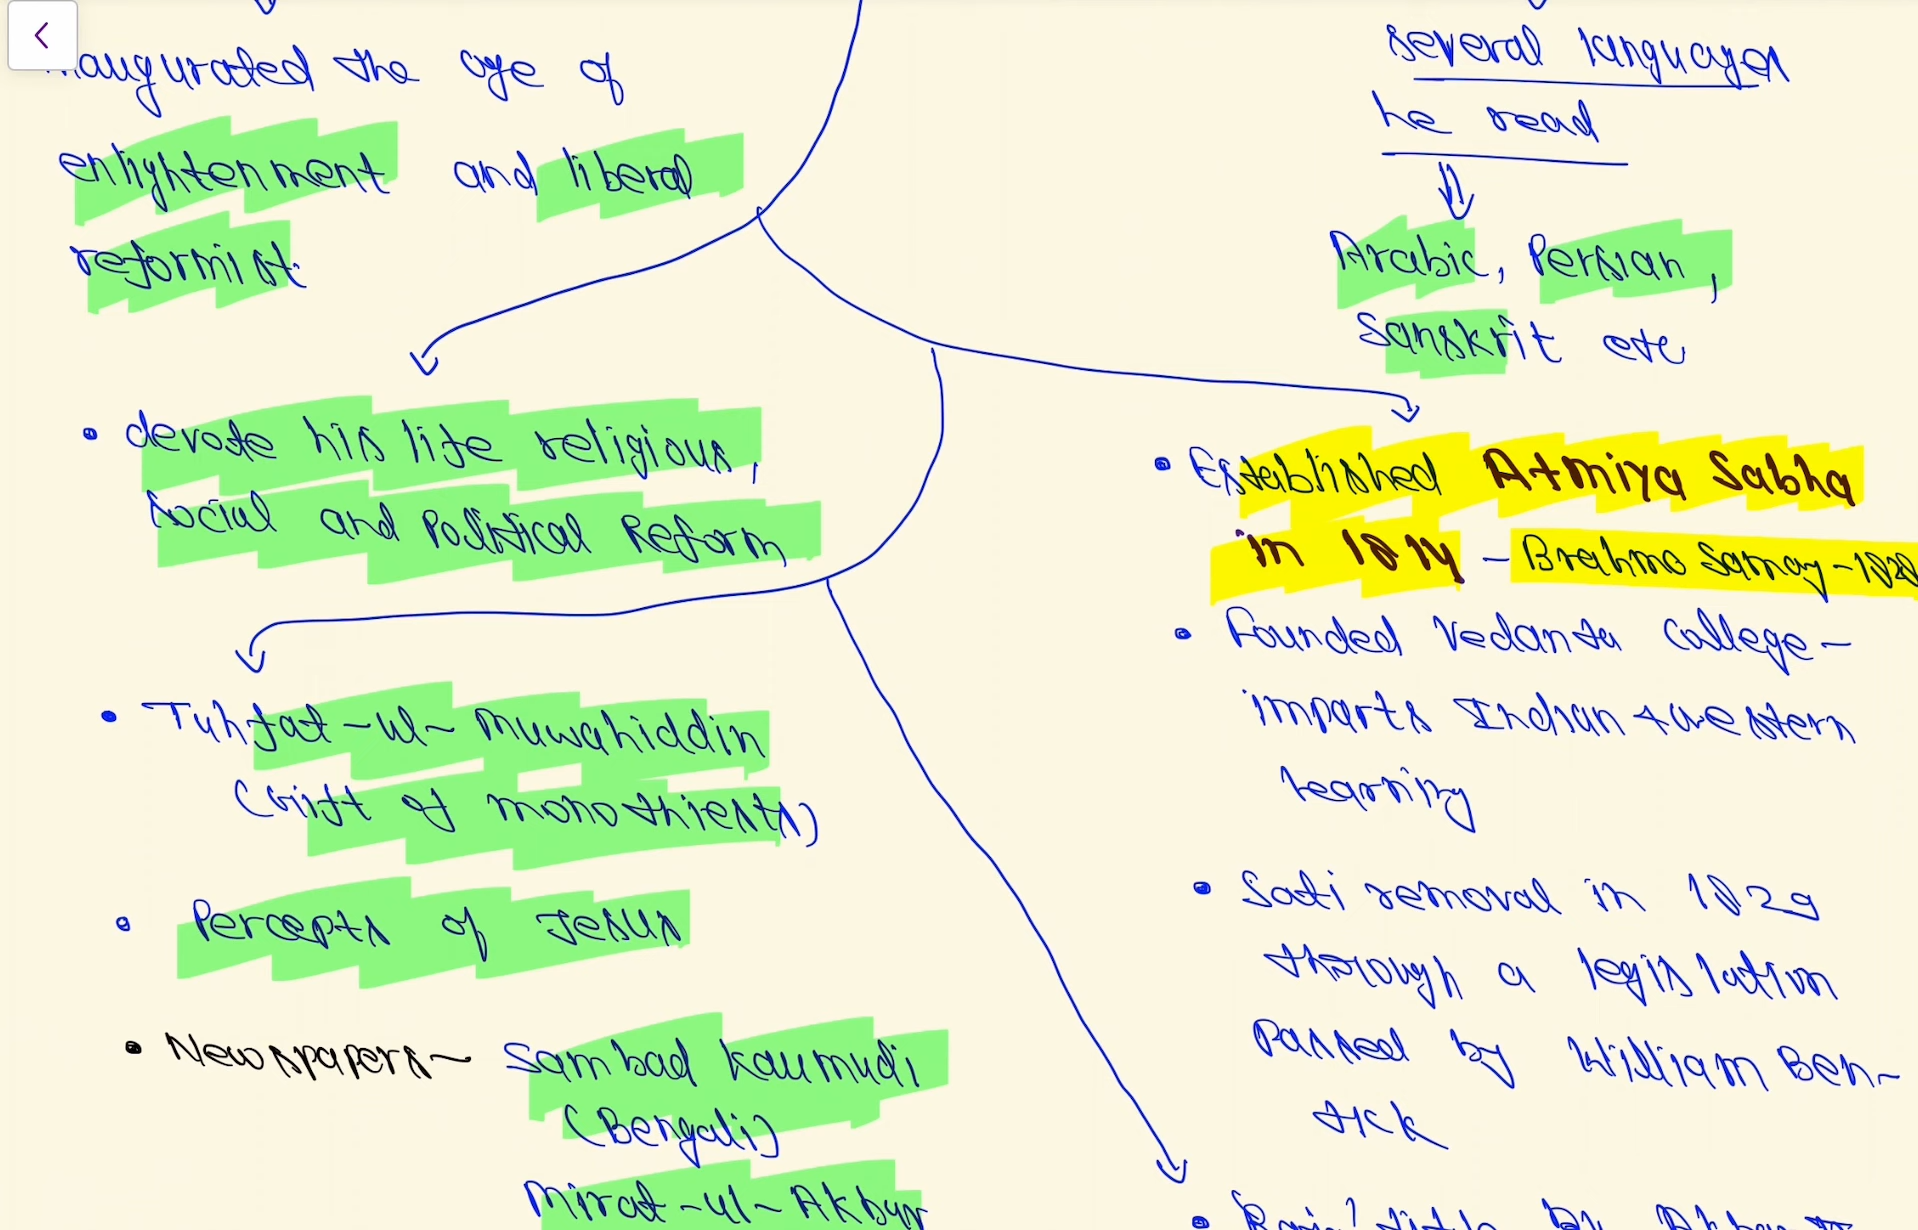 inaugurated the age of
enlightenment and liberal
reformist
several languages
he read
Arabic, Persian,
Sanskrit etc
• devote his life religious,
social and Political Reform
• Established Atmiya Sabha
in 1814 - Brahmo Samaj - 1828
• Founded Vedanta College -
imparts Indian + western
learning
• Tuhfat-ul-Muwahiddin
(Gift of monothiests)
• Percepts of Jesus
• Sati removal in 1829
through a legislation
Passed by William Ben-
tick
• Newspapers - Sambad Kaumudi
(Bengali)
Mirat-ul-Akbar